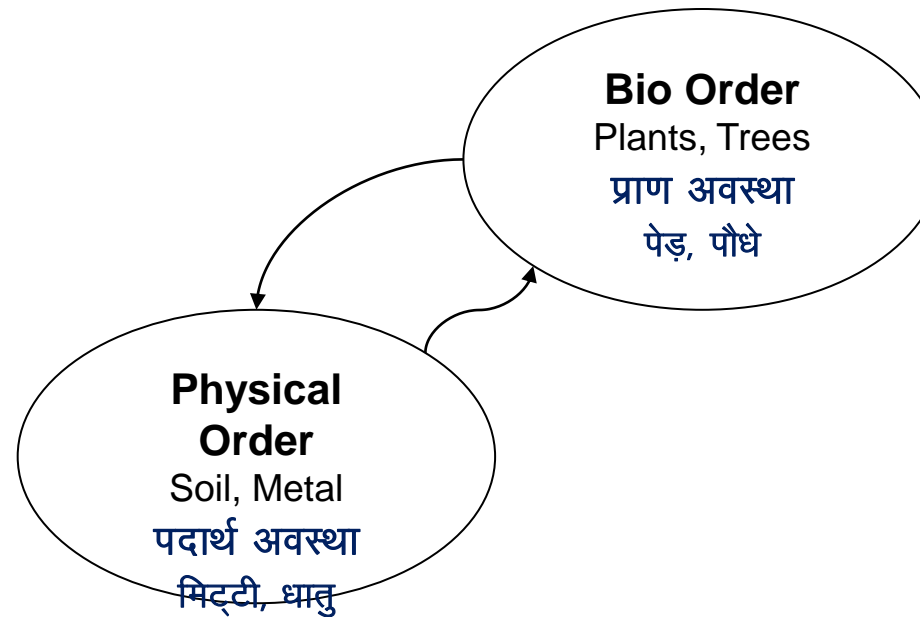 Bio Order
Plants, Trees
प्राण अवस्था
पेड़, पौधे
Physical
Order
Soil, Metal
पदार्थ अवस्था
मिट्टी, धातु